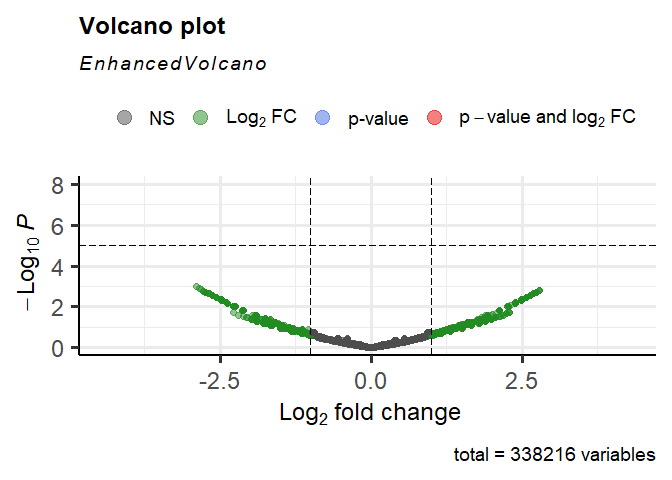 Volcano plot
EnhancedVolcano
NS Log₂ FC p-value p − value and log₂ FC
8
6
4
2
0
−Log₁₀ P
-2.5 0.0 2.5
Log₂ fold change
total = 338216 variables